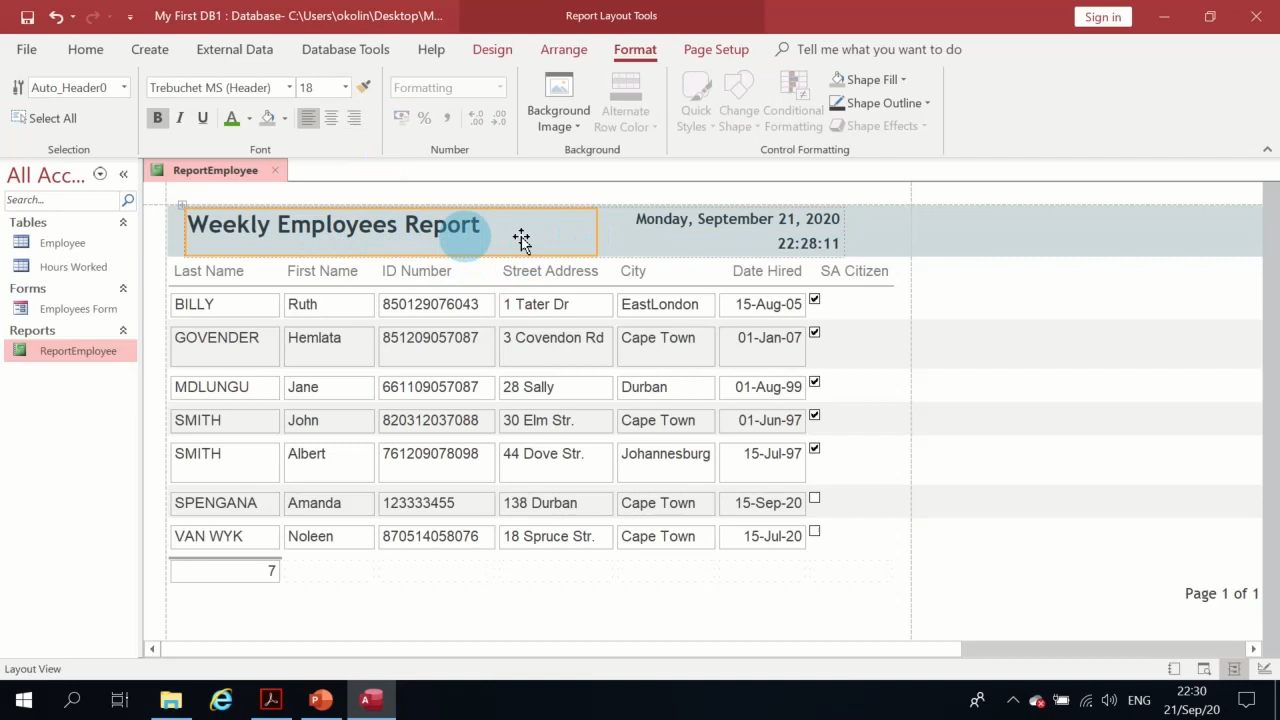 My First DB1 : Database- C:\Users\okolin\Desktop\M...
Report Layout Tools
Sign in
File Home Create External Data Database Tools Help Design Arrange Format Page Setup Tell me what you want to do
Auto_Header0
Select All
Selection
Trebuchet MS (Header) 18
B I U A
Font
Formatting
% , ←.0 .00 .00 →.0
Number
Background Image
Alternate Row Color
Background
Quick Styles
Change Shape
Conditional Formatting
Shape Fill
Shape Outline
Shape Effects
Control Formatting
All Acc...
Search...
Tables
Employee
Hours Worked
Forms
Employees Form
Reports
ReportEmployee
ReportEmployee
Weekly Employees Report
Monday, September 21, 2020
22:28:11
Last Name First Name ID Number Street Address City Date Hired SA Citizen
BILLY Ruth 850129076043 1 Tater Dr EastLondon 15-Aug-05
GOVENDER Hemlata 851209057087 3 Covendon Rd Cape Town 01-Jan-07
MDLUNGU Jane 661109057087 28 Sally Durban 01-Aug-99
SMITH John 820312037088 30 Elm Str. Cape Town 01-Jun-97
SMITH Albert 761209078098 44 Dove Str. Johannesburg 15-Jul-97
SPENGANA Amanda 123333455 138 Durban Cape Town 15-Sep-20
VAN WYK Noleen 870514058076 18 Spruce Str. Cape Town 15-Jul-20
7
Page 1 of 1
Layout View
ENG
22:30
21/Sep/20